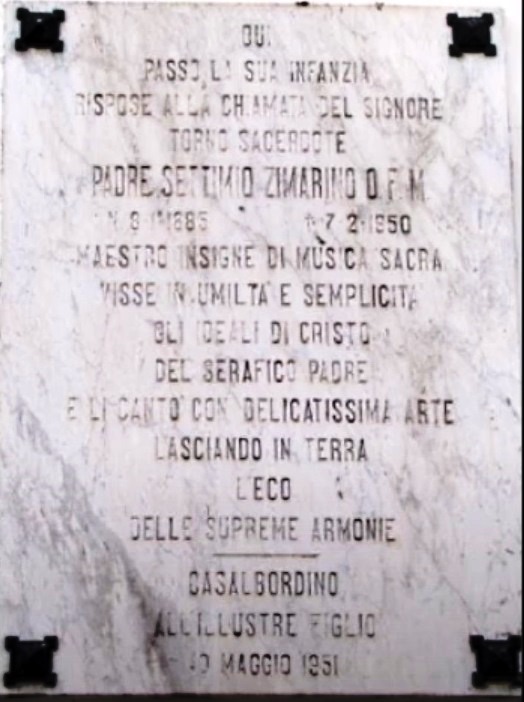 QUI
PASSÒ LA SUA INFANZIA
RISPOSE ALLA CHIAMATA DEL SIGNORE
TORNÒ SACERDOTE
PADRE SETTIMIO ZIMARINO O.F.M.
N. 1885 7 2 1950
MAESTRO INSIGNE DI MUSICA SACRA
VISSE IN UMILTÀ E SEMPLICITÀ
GLI IDEALI DI CRISTO
DEL SERAFICO PADRE
E LI CANTÒ CON DELICATISSIMA ARTE
LASCIANDO IN TERRA
L'ECO
DELLE SUPREME ARMONIE
CASALBORDINO
ALL'ILLUSTRE FIGLIO
MAGGIO 1951